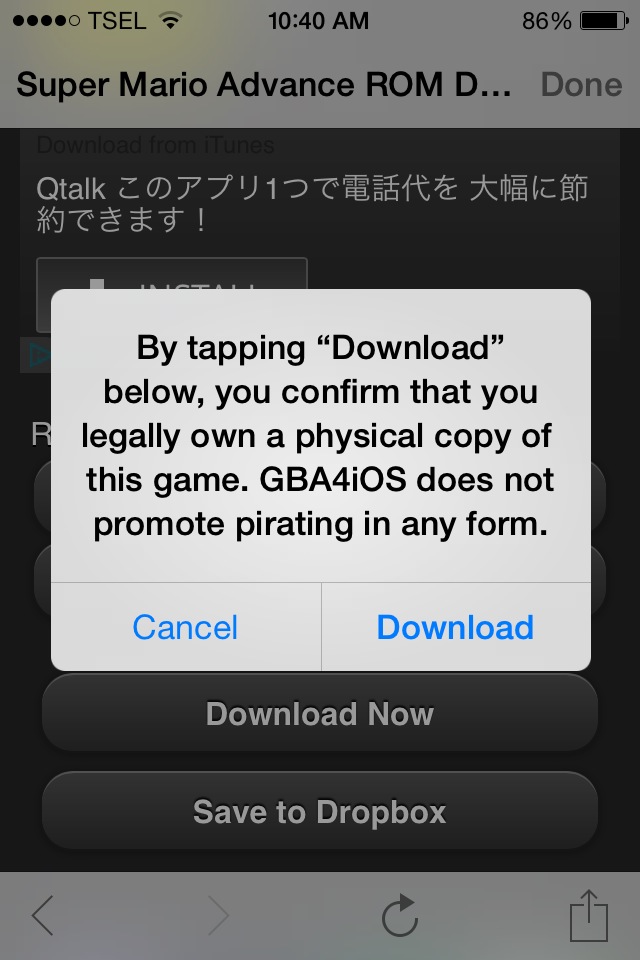 TSEL 10:40 AM 86%
Super Mario Advance ROM D... Done
Download from iTunes
Qtalk このアプリ1つで電話代を 大幅に節
約できます！
INSTALL
By tapping “Download”
below, you confirm that you
legally own a physical copy of
this game. GBA4iOS does not
promote pirating in any form.
R
Cancel Download
Download Now
Save to Dropbox